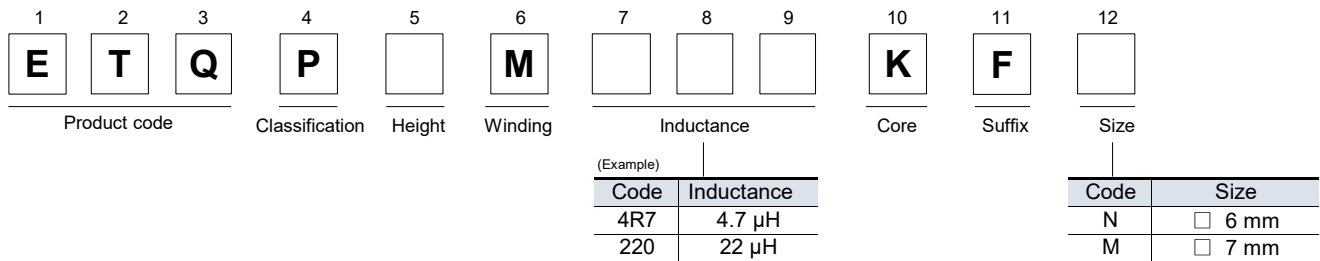 1 2 3 4 5 6 7 8 9 10 11 12
E T Q P M K F
Product code Classification Height Winding Inductance Core Suffix Size
(Example)
Code Inductance Code Size
4R7 4.7 µH N □ 6 mm
220 22 µH M □ 7 mm